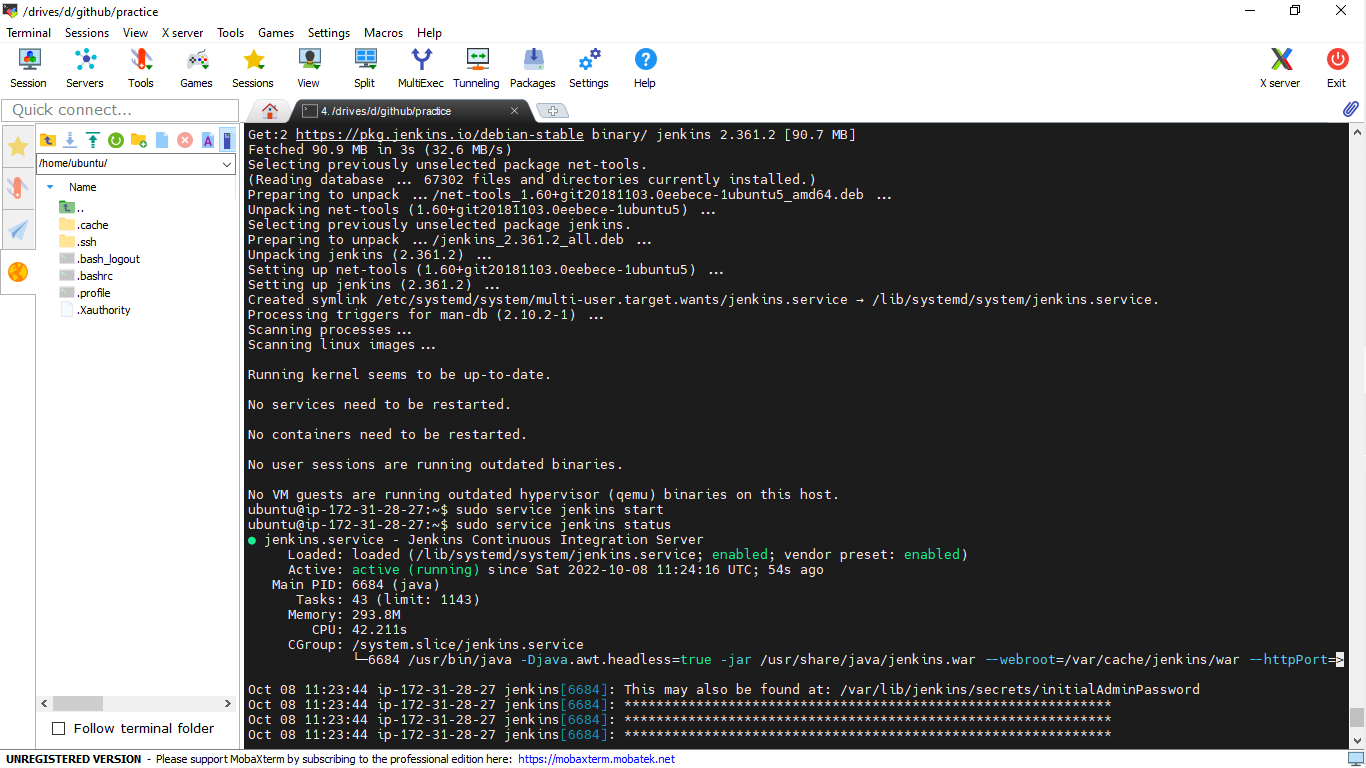 /drives/d/github/practice
Terminal Sessions View X server Tools Games Settings Macros Help
Session Servers Tools Games Sessions View Split MultiExec Tunneling Packages Settings Help X server Exit
Quick connect...
4. /drives/d/github/practice
/home/ubuntu/
Name
..
.cache
.ssh
.bash_logout
.bashrc
.profile
.Xauthority
Follow terminal folder
Get:2 https://pkg.jenkins.io/debian-stable binary/ jenkins 2.361.2 [90.7 MB]
Fetched 90.9 MB in 3s (32.6 MB/s)
Selecting previously unselected package net-tools.
(Reading database ... 67302 files and directories currently installed.)
Preparing to unpack .../net-tools_1.60+git20181103.0eebece-1ubuntu5_amd64.deb ...
Unpacking net-tools (1.60+git20181103.0eebece-1ubuntu5) ...
Selecting previously unselected package jenkins.
Preparing to unpack .../jenkins_2.361.2_all.deb ...
Unpacking jenkins (2.361.2) ...
Setting up net-tools (1.60+git20181103.0eebece-1ubuntu5) ...
Setting up jenkins (2.361.2) ...
Created symlink /etc/systemd/system/multi-user.target.wants/jenkins.service → /lib/systemd/system/jenkins.service.
Processing triggers for man-db (2.10.2-1) ...
Scanning processes...
Scanning linux images...
Running kernel seems to be up-to-date.
No services need to be restarted.
No containers need to be restarted.
No user sessions are running outdated binaries.
No VM guests are running outdated hypervisor (qemu) binaries on this host.
ubuntu@ip-172-31-28-27:~$ sudo service jenkins start
ubuntu@ip-172-31-28-27:~$ sudo service jenkins status
● jenkins.service - Jenkins Continuous Integration Server
Loaded: loaded (/lib/systemd/system/jenkins.service; enabled; vendor preset: enabled)
Active: active (running) since Sat 2022-10-08 11:24:16 UTC; 54s ago
Main PID: 6684 (java)
Tasks: 43 (limit: 1143)
Memory: 293.8M
CPU: 42.211s
CGroup: /system.slice/jenkins.service
└─6684 /usr/bin/java -Djava.awt.headless=true -jar /usr/share/java/jenkins.war --webroot=/var/cache/jenkins/war --httpPort=>
Oct 08 11:23:44 ip-172-31-28-27 jenkins[6684]: This may also be found at: /var/lib/jenkins/secrets/initialAdminPassword
Oct 08 11:23:44 ip-172-31-28-27 jenkins[6684]: *************************************************************
Oct 08 11:23:44 ip-172-31-28-27 jenkins[6684]: *************************************************************
Oct 08 11:23:44 ip-172-31-28-27 jenkins[6684]: *************************************************************
UNREGISTERED VERSION - Please support MobaXterm by subscribing to the professional edition here: https://mobaxterm.mobatek.net